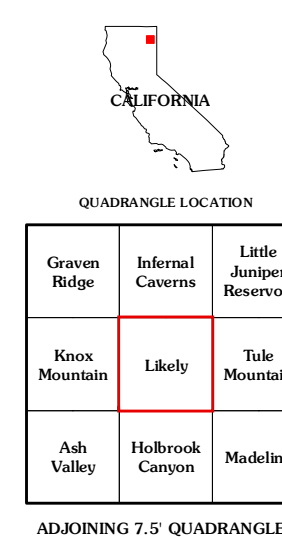 CALIFORNIA
QUADRANGLE LOCATION
Graven
Ridge
Infernal
Caverns
Little
Juniper
Reservo
Knox
Mountain
Likely
Tule
Mountai
Ash
Valley
Holbrook
Canyon
Madelin
ADJOINING 7.5' QUADRANGLE